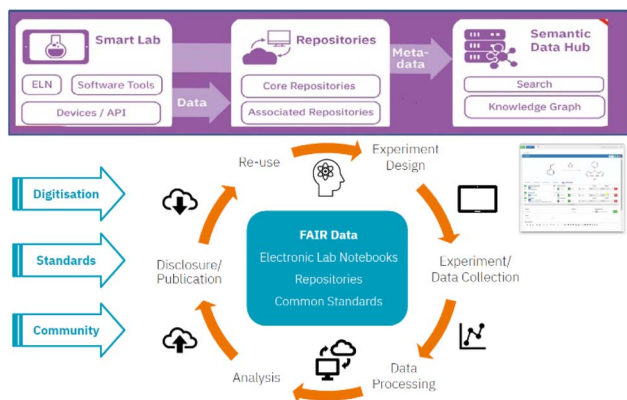 Smart Lab
ELN
Software Tools
Devices / API
Data
Repositories
Core Repositories
Associated Repositories
Meta-
data
Semantic
Data Hub
Search
Knowledge Graph
Digitisation
Standards
Community
Re-use
Experiment
Design
Experiment/
Data Collection
Data
Processing
Analysis
Disclosure/
Publication
FAIR Data
Electronic Lab Notebooks
Repositories
Common Standards